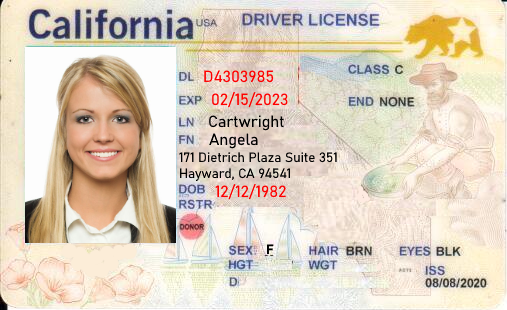 California USA DRIVER LICENSE
DL D4303985 CLASS C
EXP 02/15/2023 END NONE
LN Cartwright
FN Angela
171 Dietrich Plaza Suite 351
Hayward, CA 94541
DOB 12/12/1982
RSTR
DONOR
SEX F HAIR BRN EYES BLK
HGT WGT
D ISS
08/08/2020